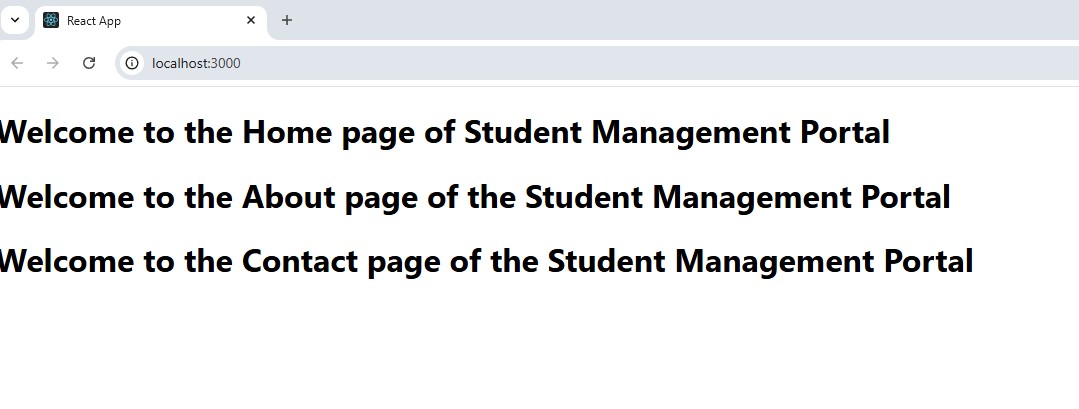 React App
localhost:3000
Welcome to the Home page of Student Management Portal
Welcome to the About page of the Student Management Portal
Welcome to the Contact page of the Student Management Portal